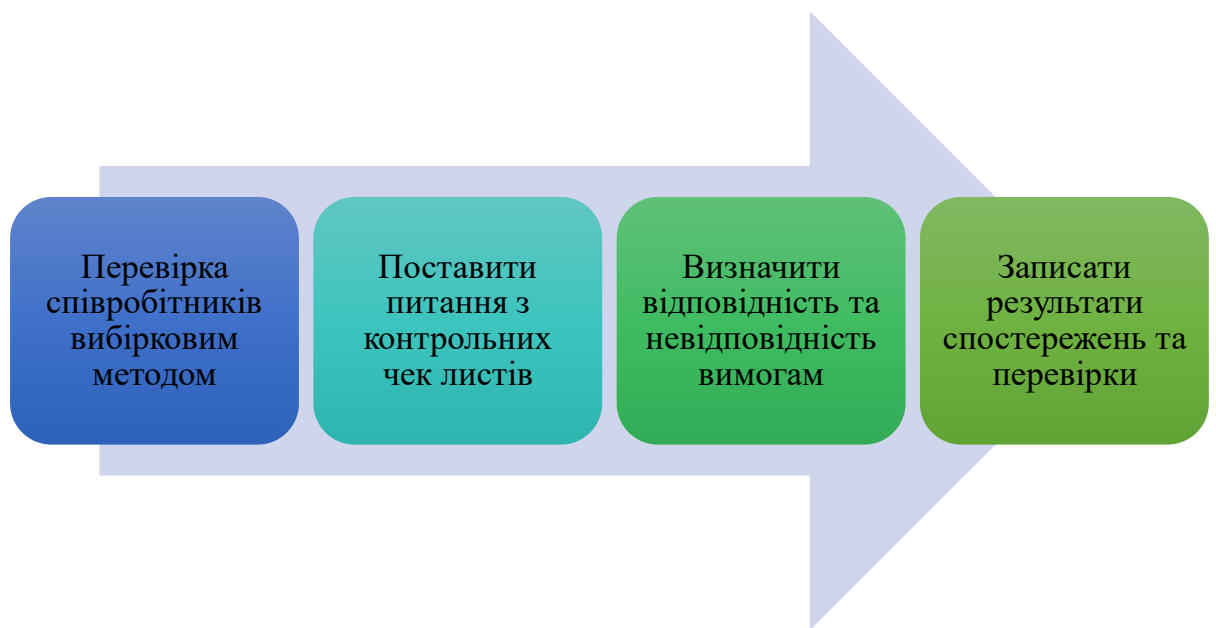 Перевірка
співробітників
вибірковим
методом
Поставити
питання з
контрольних
чек листів
Визначити
відповідність та
невідповідність
вимогам
Записати
результати
спостережень та
перевірки